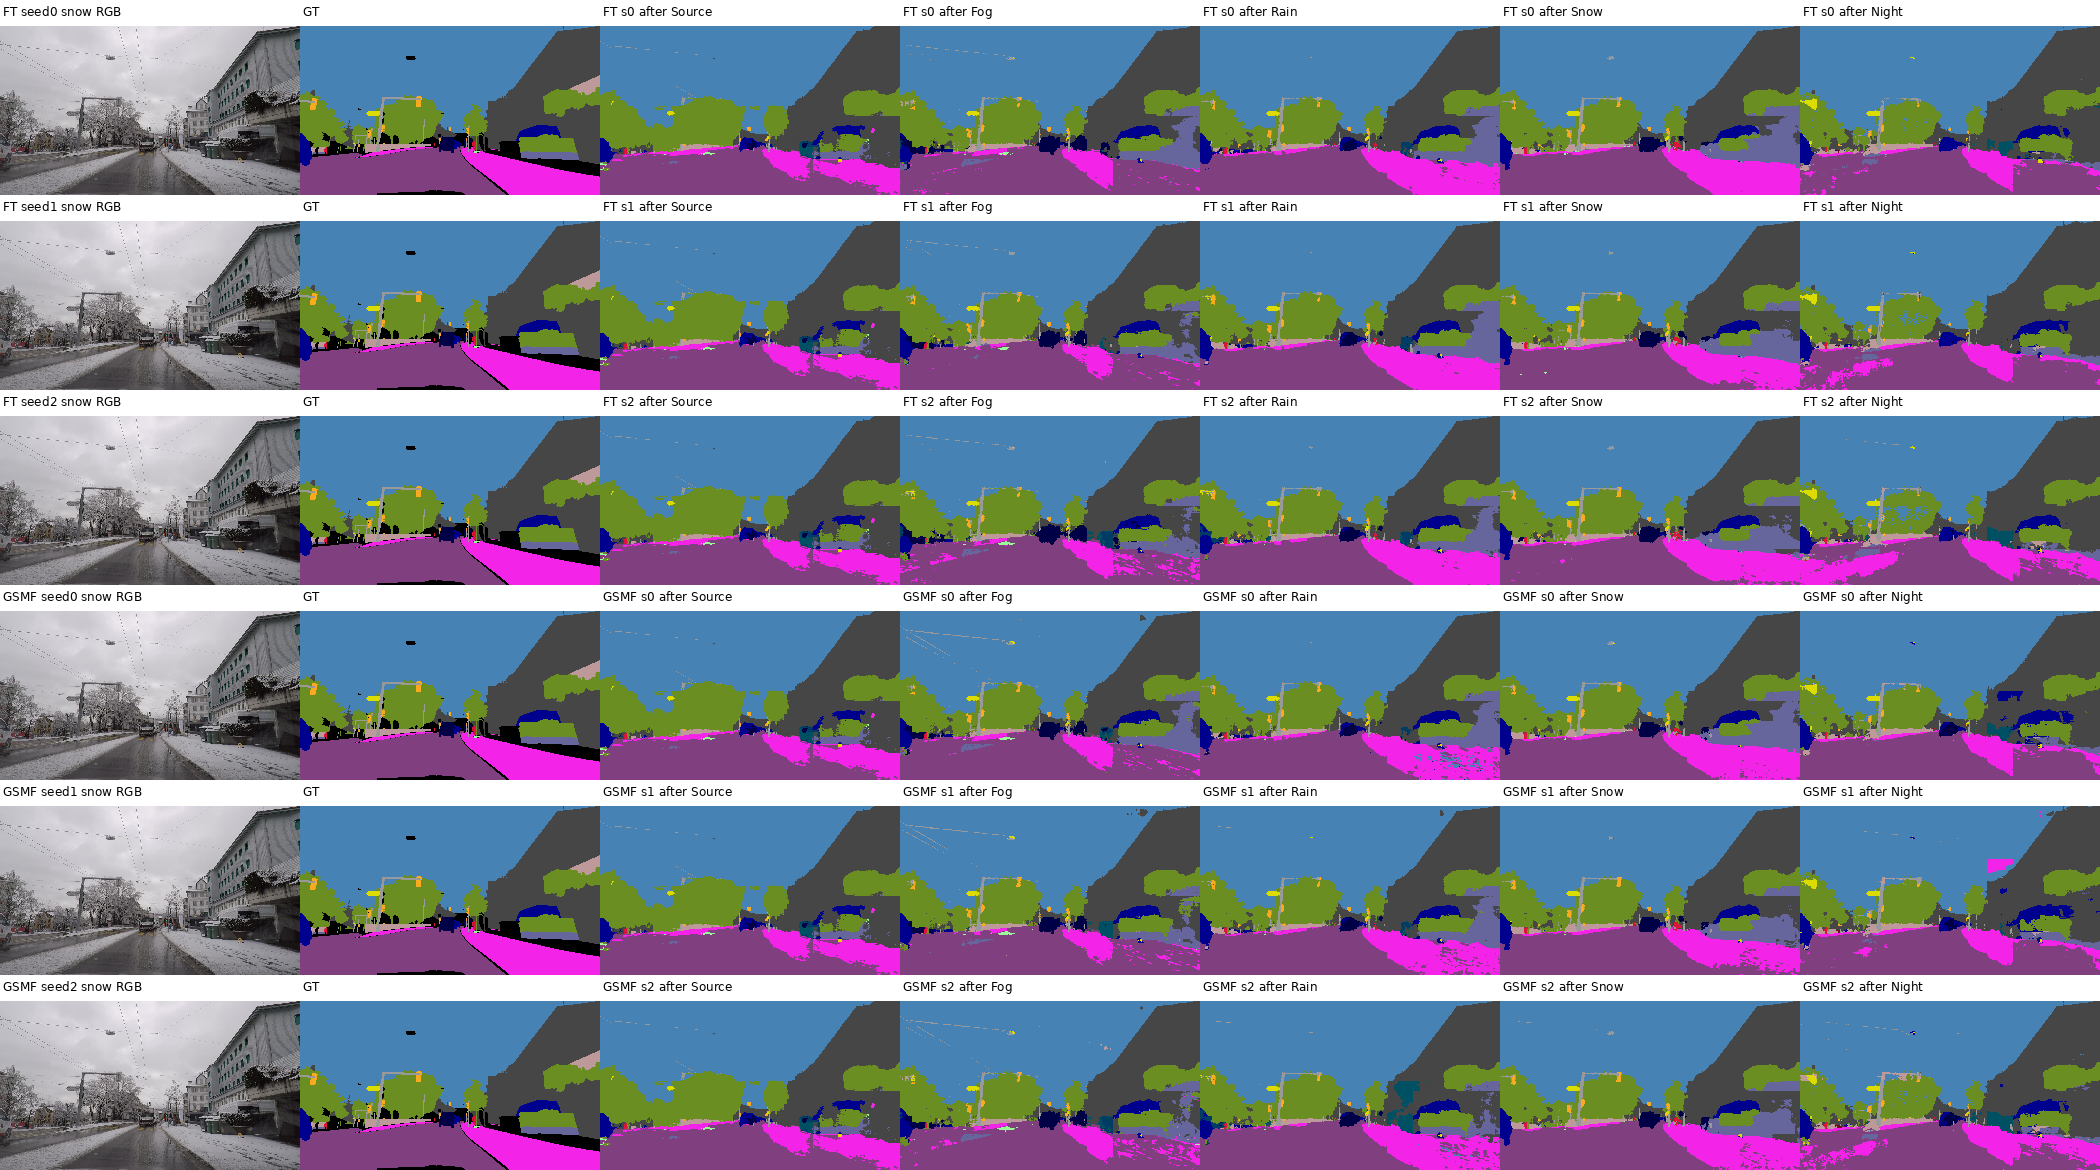 FT seed0 snow RGB GT FT s0 after Source FT s0 after Fog FT s0 after Rain FT s0 after Snow FT s0 after Night
FT seed1 snow RGB GT FT s1 after Source FT s1 after Fog FT s1 after Rain FT s1 after Snow FT s1 after Night
FT seed2 snow RGB GT FT s2 after Source FT s2 after Fog FT s2 after Rain FT s2 after Snow FT s2 after Night
GSMF seed0 snow RGB GT GSMF s0 after Source GSMF s0 after Fog GSMF s0 after Rain GSMF s0 after Snow GSMF s0 after Night
GSMF seed1 snow RGB GT GSMF s1 after Source GSMF s1 after Fog GSMF s1 after Rain GSMF s1 after Snow GSMF s1 after Night
GSMF seed2 snow RGB GT GSMF s2 after Source GSMF s2 after Fog GSMF s2 after Rain GSMF s2 after Snow GSMF s2 after Night